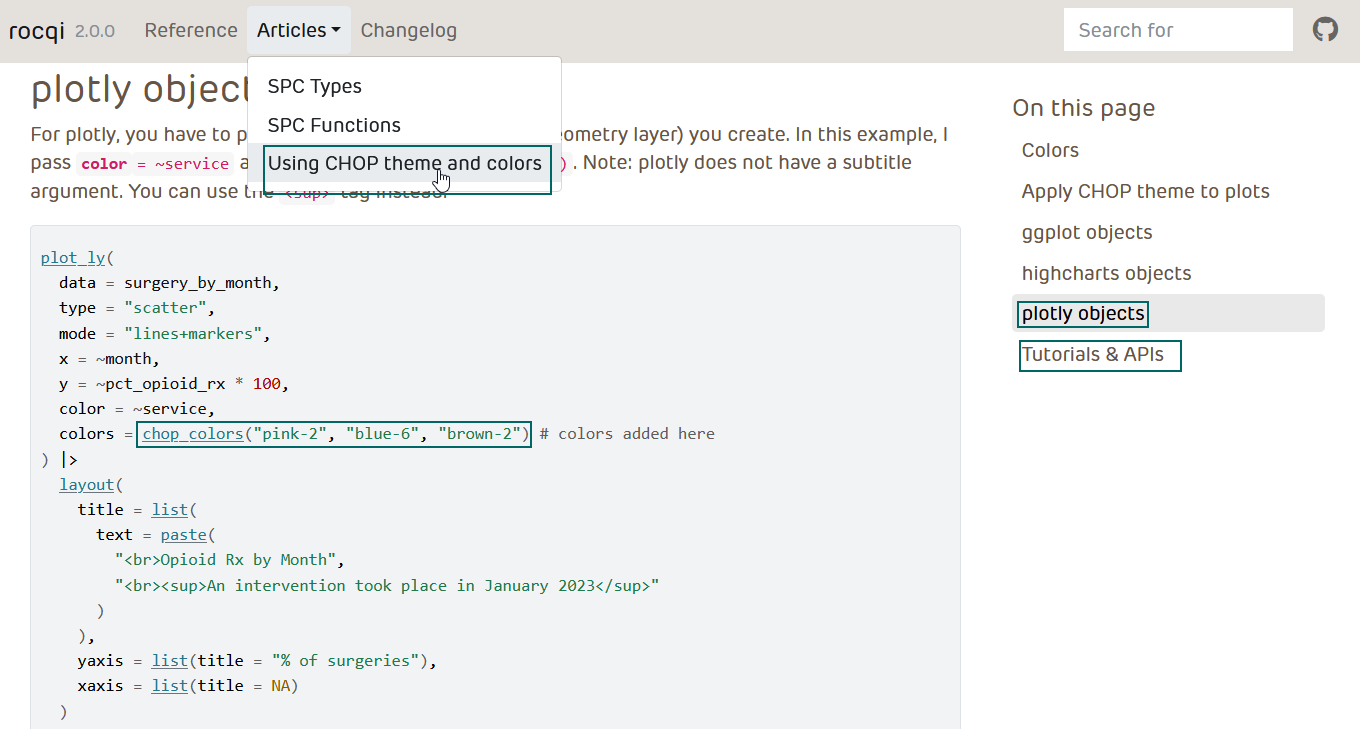 rocqi 2.0.0 Reference Articles Changelog Search for
SPC Types
SPC Functions
Using CHOP theme and colors
plotly object
For plotly, you have to p eometry layer) you create. In this example, I
pass color = ~service a ). Note: plotly does not have a subtitle
argument. You can use the <sup> tag instead.
plot_ly(
data = surgery_by_month,
type = "scatter",
mode = "lines+markers",
x = ~month,
y = ~pct_opioid_rx * 100,
color = ~service,
colors = chop_colors("pink-2", "blue-6", "brown-2") # colors added here
) |>
layout(
title = list(
text = paste(
"<br>Opioid Rx by Month",
"<br><sup>An intervention took place in January 2023</sup>"
)
),
yaxis = list(title = "% of surgeries"),
xaxis = list(title = NA)
)
On this page
Colors
Apply CHOP theme to plots
ggplot objects
highcharts objects
plotly objects
Tutorials & APIs